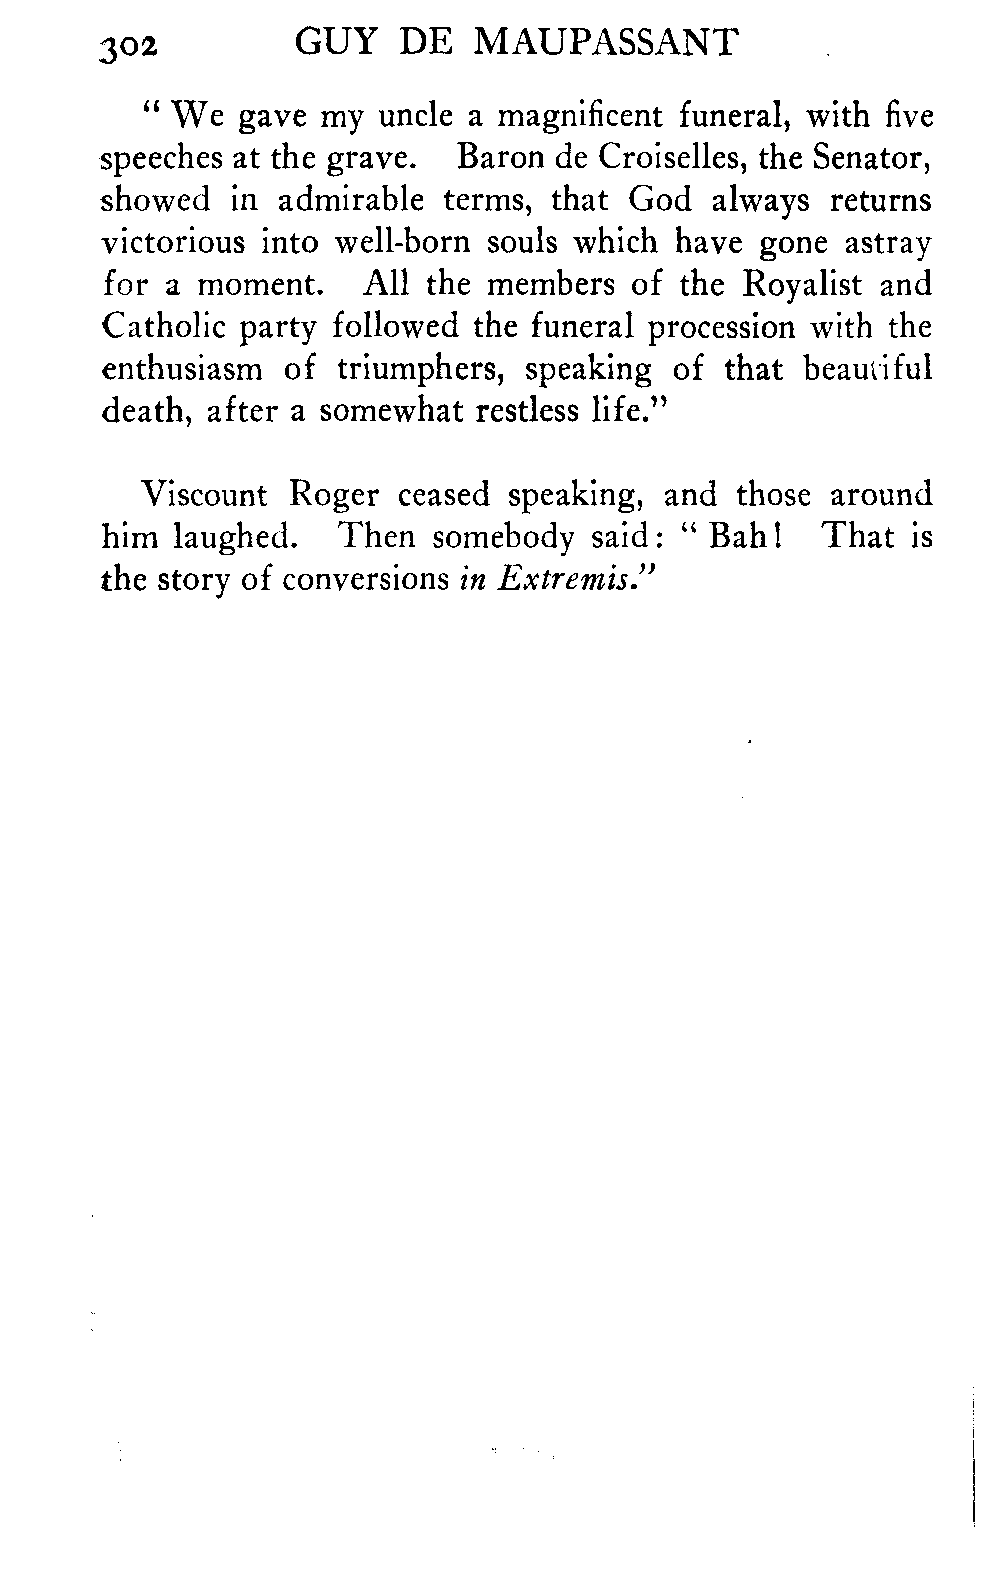 302 GUY DE MAUPASSANT
“ We gave my uncle a magnificent funeral, with five
speeches at the grave. Baron de Croiselles, the Senator,
showed in admirable terms, that God always returns
victorious into well-born souls which have gone astray
for a moment. All the members of the Royalist and
Catholic party followed the funeral procession with the
enthusiasm of triumphers, speaking of that beautiful
death, after a somewhat restless life.”
Viscount Roger ceased speaking, and those around
him laughed. Then somebody said: “ Bah! That is
the story of conversions in Extremis.”